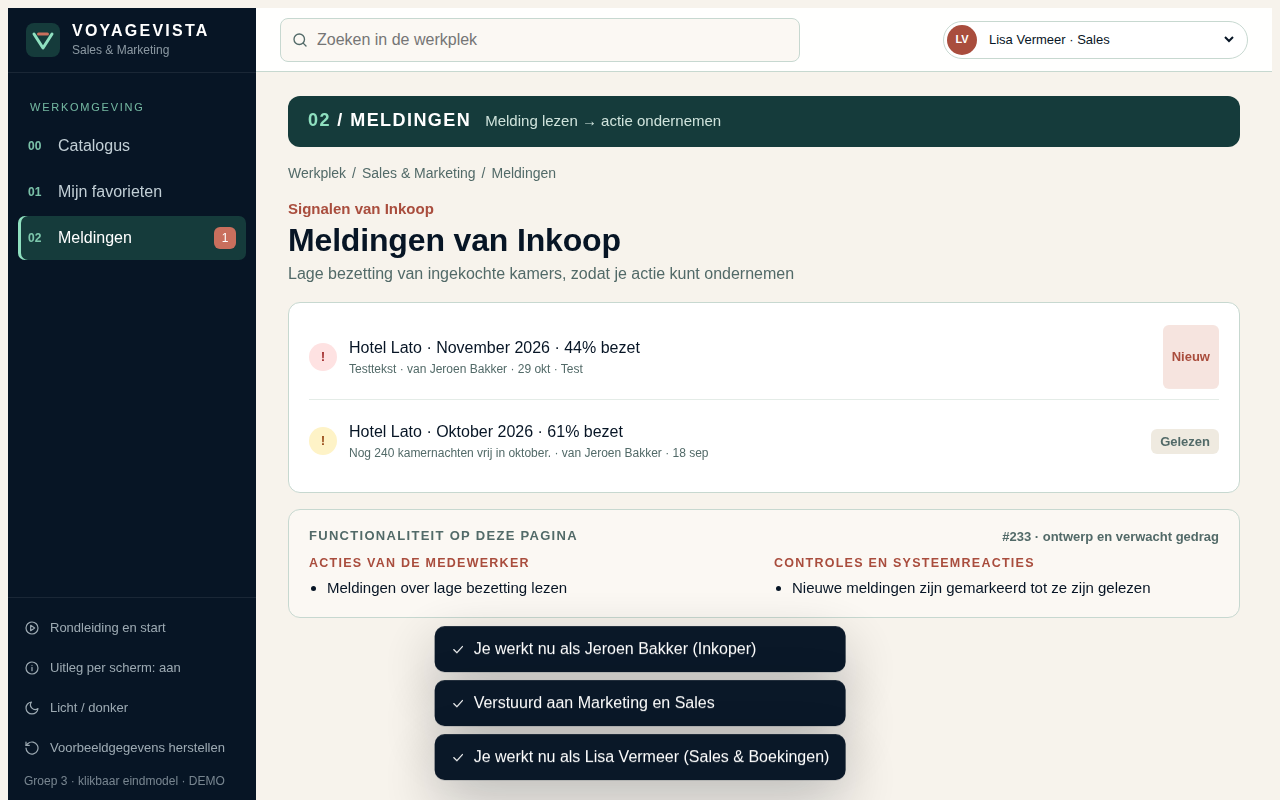 VOYAGEVISTA
Sales & Marketing
WERKOMGEVING
00 Catalogus
01 Mijn favorieten
02 Meldingen 1
Rondleiding en start
Uitleg per scherm: aan
Licht / donker
Voorbeeldgegevens herstellen
Groep 3 · klikbaar eindmodel · DEMO
Zoeken in de werkplek
LV Lisa Vermeer · Sales
02 / MELDINGEN Melding lezen → actie ondernemen
Werkplek / Sales & Marketing / Meldingen
Signalen van Inkoop
Meldingen van Inkoop
Lage bezetting van ingekochte kamers, zodat je actie kunt ondernemen
! Hotel Lato · November 2026 · 44% bezet
Testtekst · van Jeroen Bakker · 29 okt · Test
Nieuw
! Hotel Lato · Oktober 2026 · 61% bezet
Nog 240 kamernachten vrij in oktober. · van Jeroen Bakker · 18 sep
Gelezen
FUNCTIONALITEIT OP DEZE PAGINA
#233 · ontwerp en verwacht gedrag
ACTIES VAN DE MEDEWERKER
• Meldingen over lage bezetting lezen
CONTROLES EN SYSTEEMREACTIES
• Nieuwe meldingen zijn gemarkeerd tot ze zijn gelezen
Je werkt nu als Jeroen Bakker (Inkoper)
Verstuurd aan Marketing en Sales
Je werkt nu als Lisa Vermeer (Sales & Boekingen)